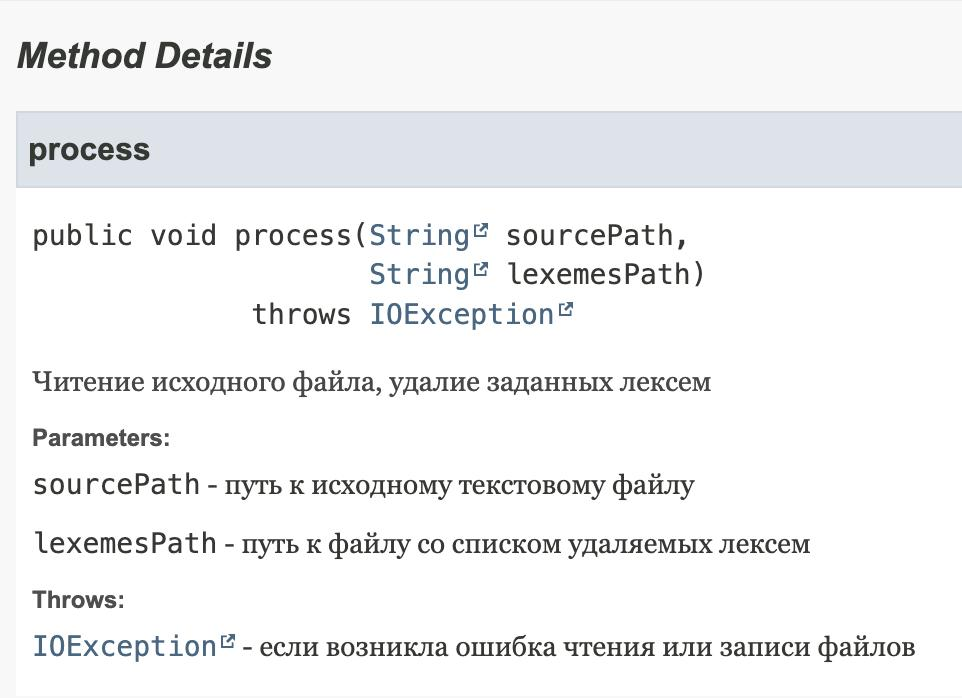 Method Details
process
public void process(String sourcePath,
String lexemesPath)
throws IOException
Читение исходного файла, удалие заданных лексем
Parameters:
sourcePath - путь к исходному текстовому файлу
lexemesPath - путь к файлу со списком удаляемых лексем
Throws:
IOException - если возникла ошибка чтения или записи файлов